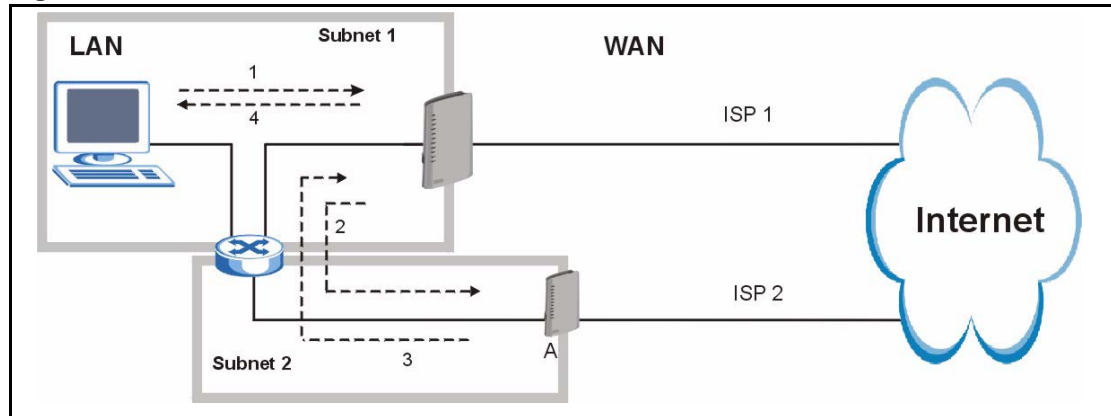 LAN
Subnet 1
WAN
1
4
ISP 1
2
Internet
ISP 2
A
3
Subnet 2